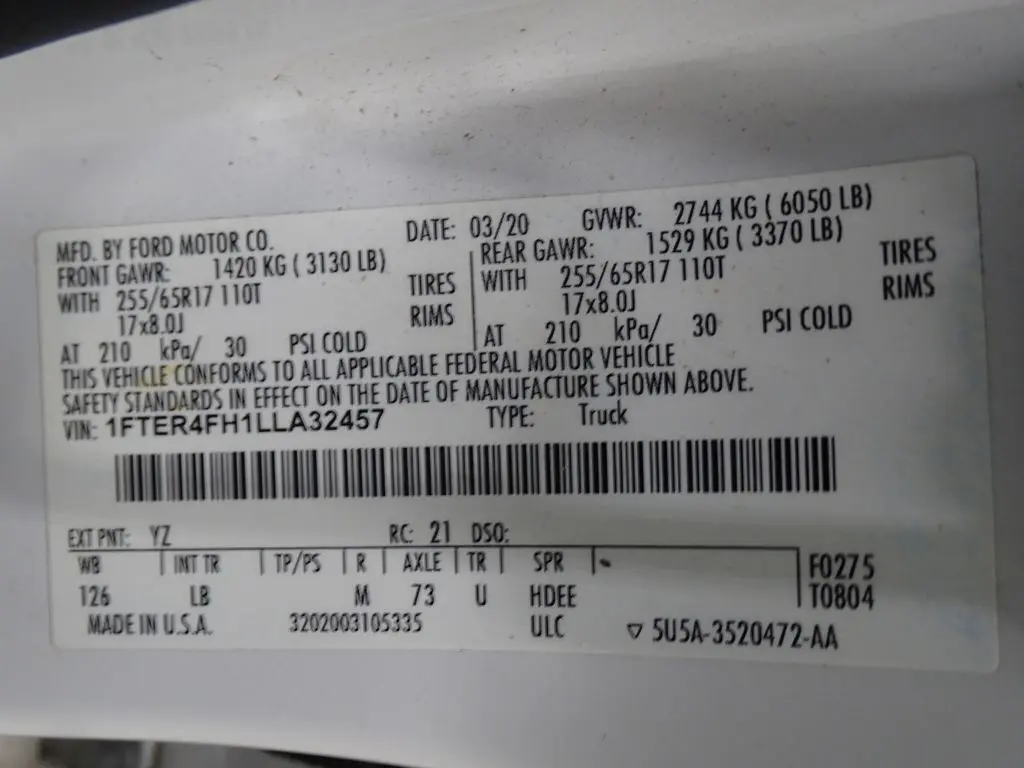 MFD. BY FORD MOTOR CO. DATE: 03/20 GVWR: 2744 KG ( 6050 LB)
FRONT GAWR: 1420 KG ( 3130 LB) REAR GAWR: 1529 KG ( 3370 LB)
WITH 255/65R17 110T TIRES WITH 255/65R17 110T TIRES
17x8.0J RIMS 17x8.0J RIMS
AT 210 kPa/ 30 PSI COLD AT 210 kPa/ 30 PSI COLD
THIS VEHICLE CONFORMS TO ALL APPLICABLE FEDERAL MOTOR VEHICLE
SAFETY STANDARDS IN EFFECT ON THE DATE OF MANUFACTURE SHOWN ABOVE.
VIN: 1FTER4FH1LLA32457 TYPE: Truck
EXT PNT: YZ RC: 21 DSO:
WB INT TR TP/PS R AXLE TR SPR F0275
126 LB M 73 U HDEE T0804
MADE IN U.S.A. 3202003105335 ULC ▽ 5U5A-3520472-AA